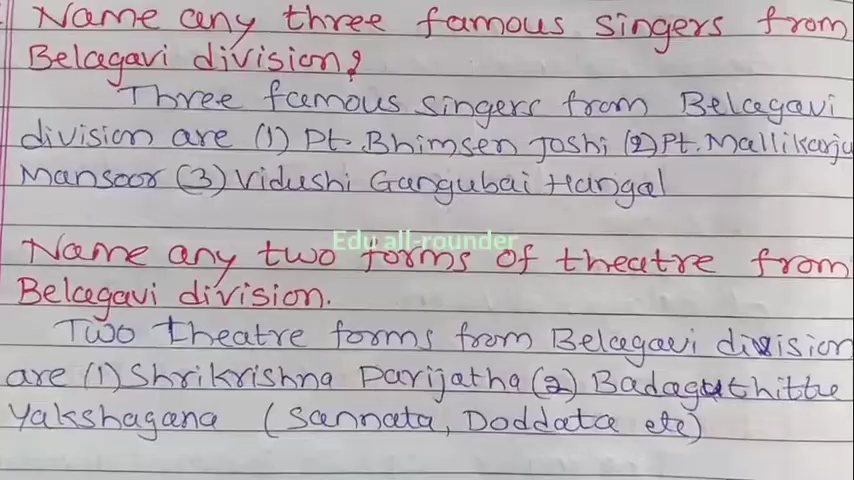 Name any three famous singers from
Belagavi division?
Three famous singers from Belagavi
division are (1) Pt. Bhimsen Joshi (2) Pt. Mallikarju
Mansoor (3) Vidushi Gangubai Hangal
Edu all-rounder
Name any two forms of theatre from
Belagavi division.
Two theatre forms from Belagavi division
are (1) Shrikrishna Parijatha (2) Badaguthitte
Yakshagana (Sannata, Doddata etc)